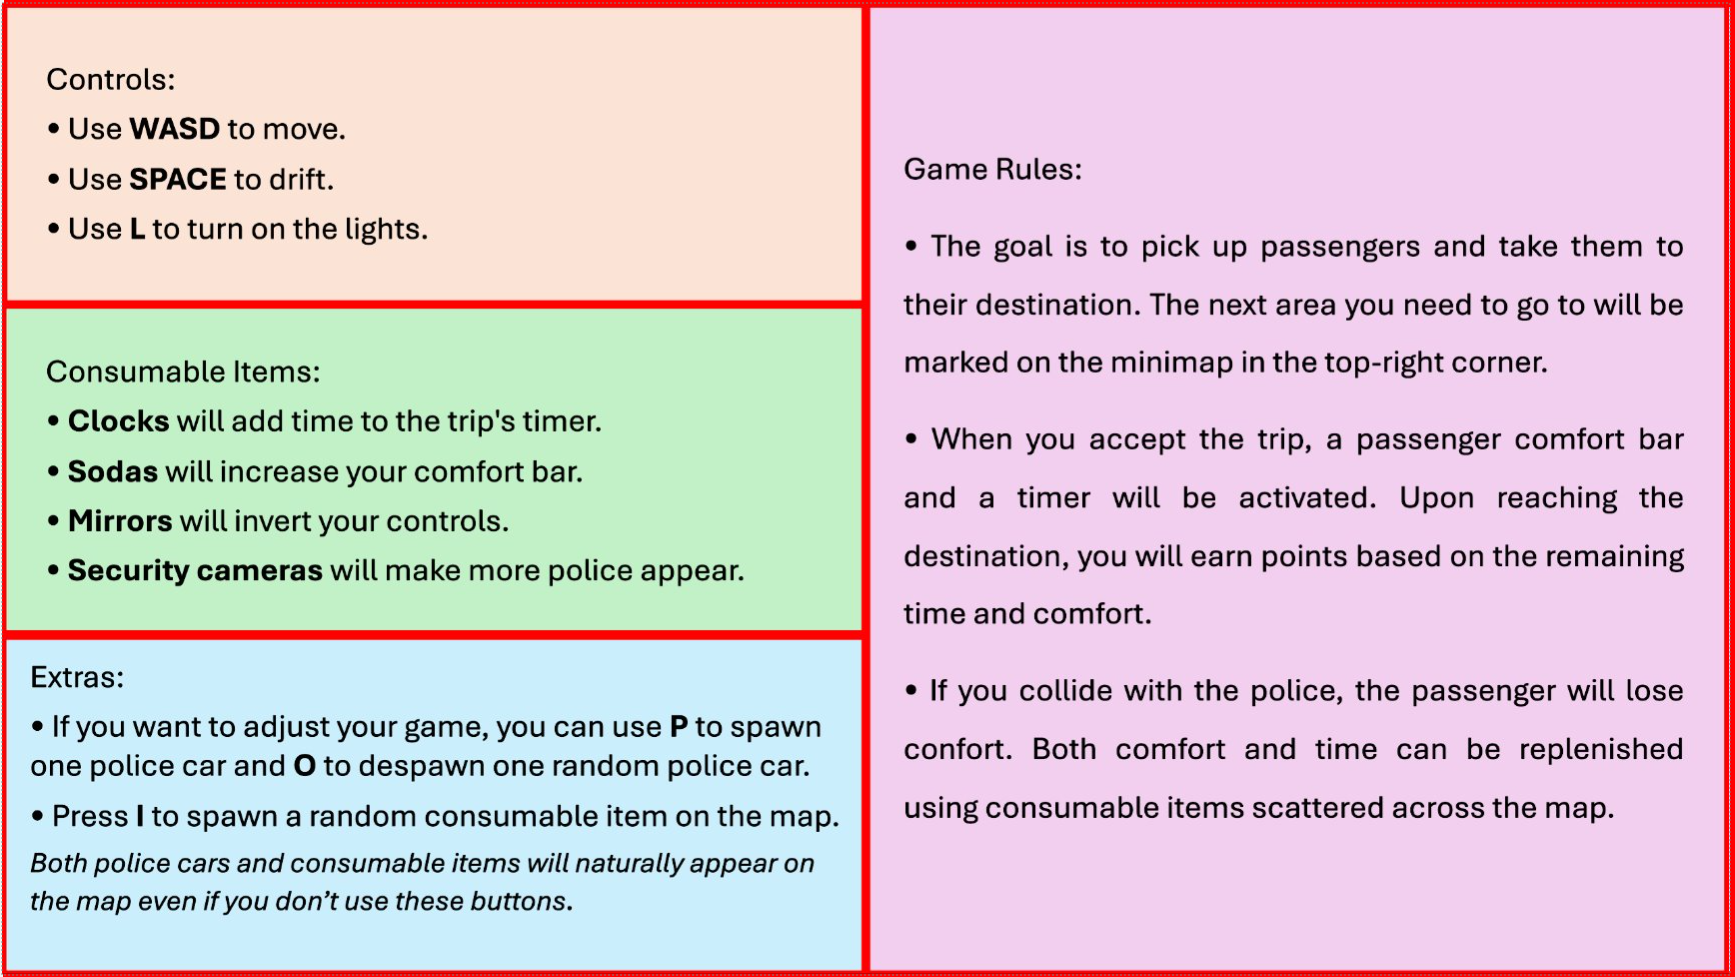 Controls:
• Use WASD to move.
• Use SPACE to drift.
• Use L to turn on the lights.
Consumable Items:
• Clocks will add time to the trip's timer.
• Sodas will increase your comfort bar.
• Mirrors will invert your controls.
• Security cameras will make more police appear.
Extras:
• If you want to adjust your game, you can use P to spawn
one police car and O to despawn one random police car.
• Press I to spawn a random consumable item on the map.
Both police cars and consumable items will naturally appear on
the map even if you don’t use these buttons.
Game Rules:
• The goal is to pick up passengers and take them to
their destination. The next area you need to go to will be
marked on the minimap in the top-right corner.
• When you accept the trip, a passenger comfort bar
and a timer will be activated. Upon reaching the
destination, you will earn points based on the remaining
time and comfort.
• If you collide with the police, the passenger will lose
confort. Both comfort and time can be replenished
using consumable items scattered across the map.